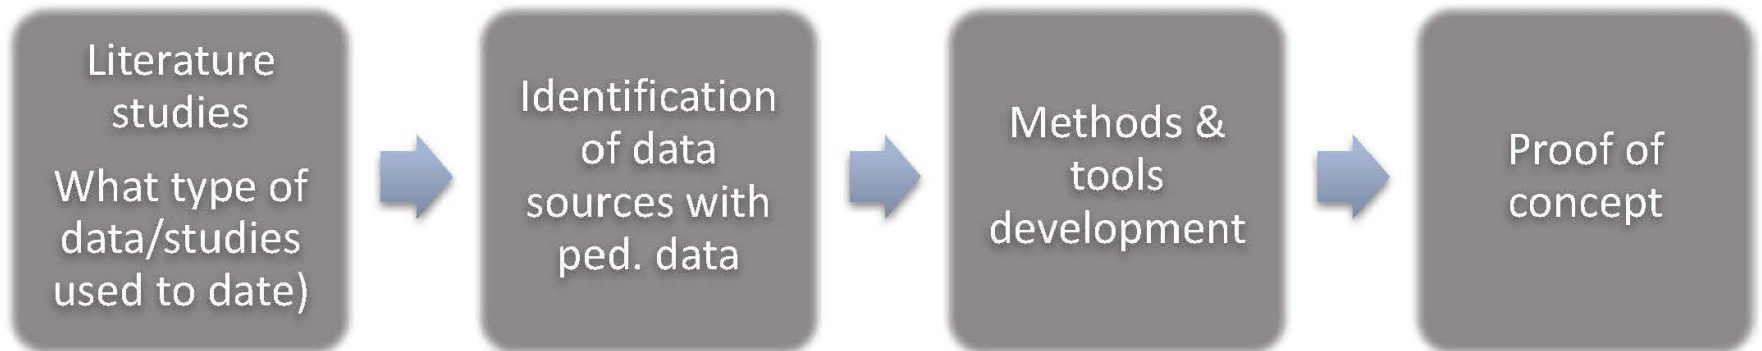 Literature
studies
What type of
data/studies
used to date)
Identification
of data
sources with
ped. data
Methods &
tools
development
Proof of
concept